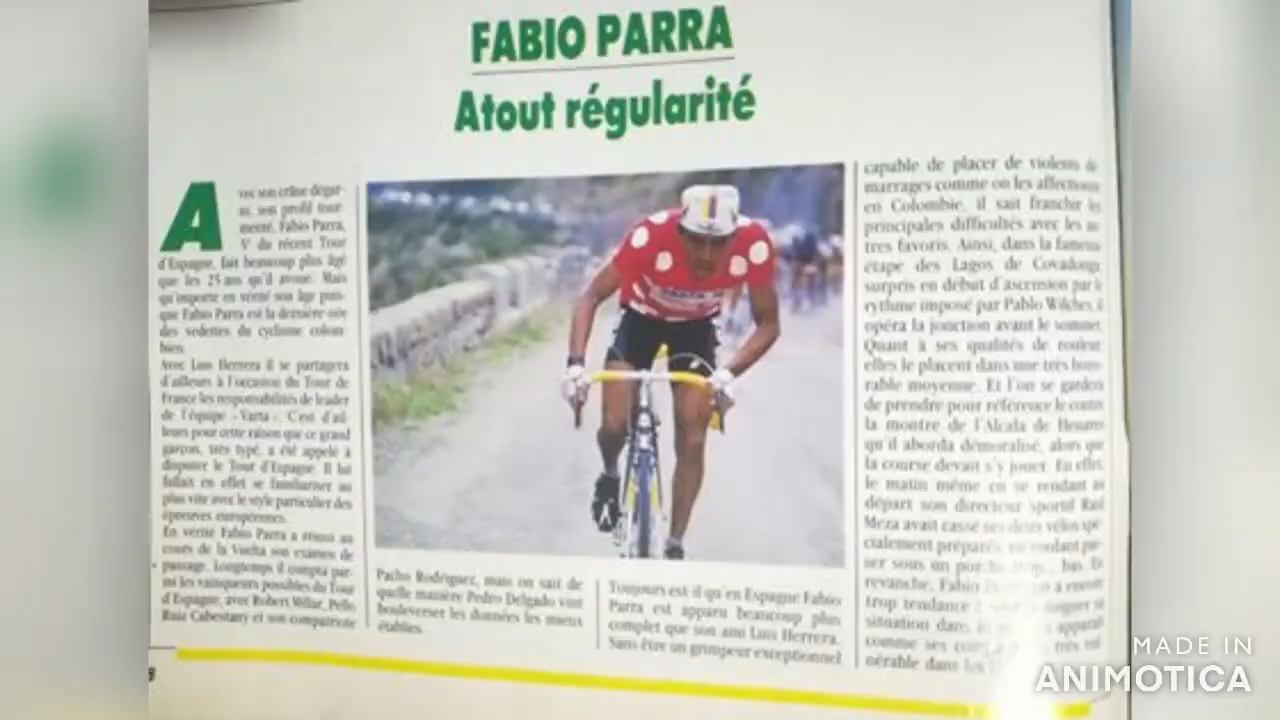 FABIO PARRA
Atout régularité
Avec son crâne dégar-
ni, son profil tour-
menté, Fabio Parra,
5e du récent Tour
d'Espagne, fait beaucoup plus âgé
que les 25 ans qu'il avoue. Mais
qu'importe en vérité son âge puis-
que Fabio Parra est la dernière-née
des vedettes du cyclisme colom-
bien.
Avec Luis Herrera il se partagera
d'ailleurs à l'occasion du Tour de
France les responsabilités de leader
de l'équipe « Varta ». C'est d'ail-
leurs pour cette raison que ce grand
garçon, très typé, a été appelé à
disputer le Tour d'Espagne. Il lui
fallait en effet se familiariser au
plus vite avec le style particulier des
épreuves européennes.
En vérité Fabio Parra a réussi au
cours de la Vuelta son examen de
passage. Longtemps il compta par-
mi les vainqueurs possibles du Tour
d'Espagne, avec Robert Millar, Pello
Ruiz Cabestany et son compatriote
Pacho Rodriguez, mais on sait de
quelle manière Pedro Delgado vint
bouleverser les données les mieux
établies.
Toujours est-il qu'en Espagne Fabio
Parra est apparu beaucoup plus
complet que son ami Luis Herrera.
Sans être un grimpeur exceptionnel
capable de placer de violents dé-
marrages comme on les affectionne
en Colombie, il sait franchir les
principales difficultés avec les au-
tres favoris. Ainsi, dans la fameuse
étape des Lagos de Covadonga,
surpris en début d'ascension par le
rythme imposé par Pablo Wilches, il
opéra la jonction avant le sommet.
Quant à ses qualités de rouleur,
elles le placent dans une très hono-
rable moyenne. Et l'on se gardera
de prendre pour référence le contre
la montre de l'Alcala de Henares
qu'il aborda démoralisé, alors que
la course devait s'y jouer. En effet,
le matin même en se rendant au
départ son directeur sportif Raul
Meza avait cassé ses deux vélos spé-
cialement préparés, en voulant pas-
ser sous un bas. En
revanche, Fabio a encore
trop tendance à
situation dans apparaît
comme ses très vul-
nérable dans les
MADE IN
ANIMOTICA